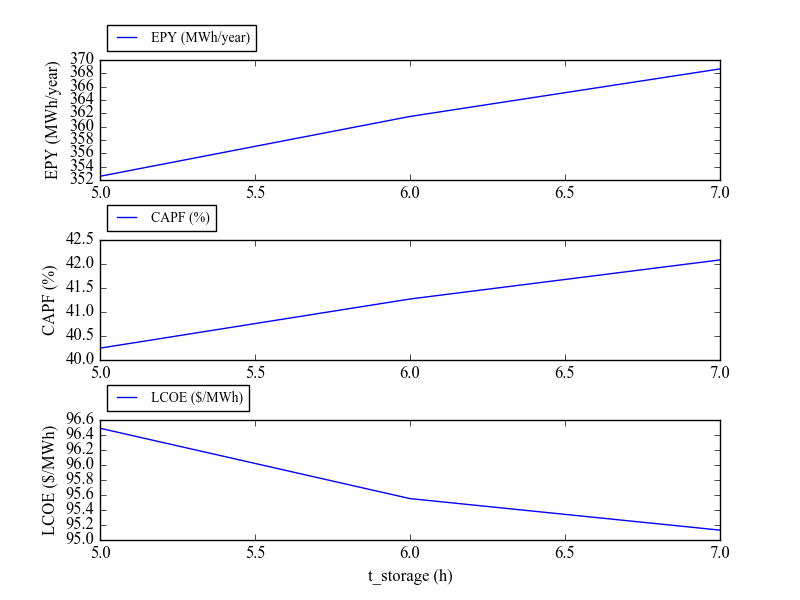 EPY (MWh/year)
EPY (MWh/year)
370
368
366
364
362
360
358
356
354
352
5.0 5.5 6.0 6.5 7.0
CAPF (%)
CAPF (%)
42.5
42.0
41.5
41.0
40.5
40.0
5.0 5.5 6.0 6.5 7.0
LCOE ($/MWh)
LCOE ($/MWh)
96.6
96.4
96.2
96.0
95.8
95.6
95.4
95.2
95.0
5.0 5.5 6.0 6.5 7.0
t_storage (h)